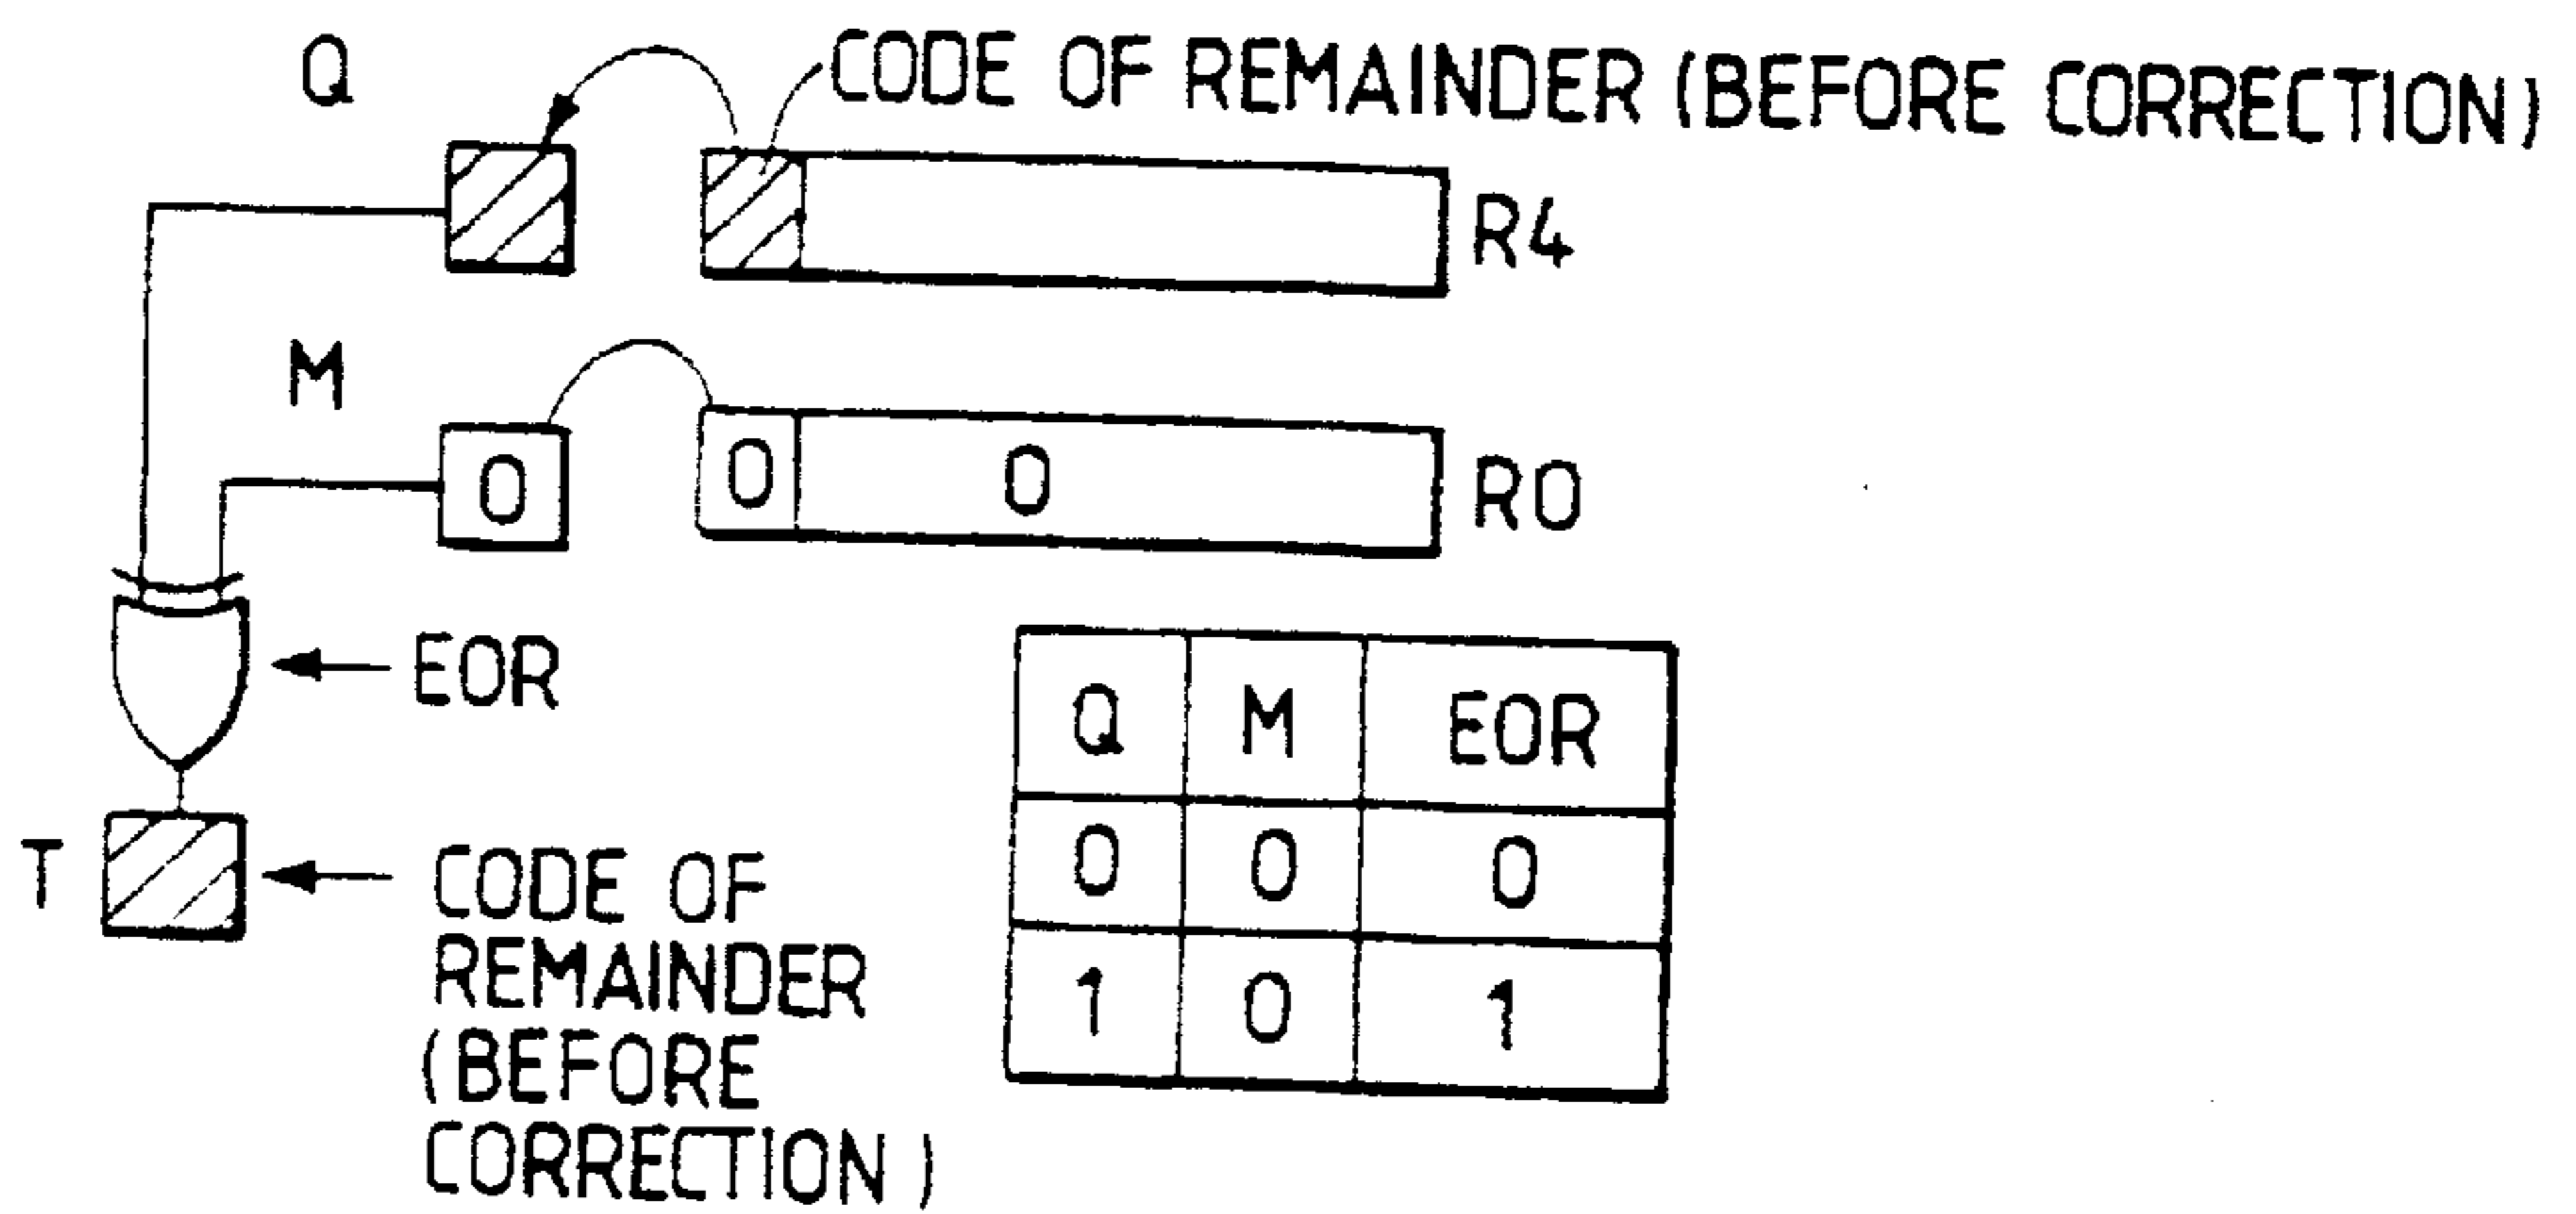 Q
CODE OF REMAINDER (BEFORE CORRECTION)
R4
M
0
0
0
R0
EOR
T
CODE OF
REMAINDER
(BEFORE
CORRECTION)
Q M EOR
0 0 0
1 0 1